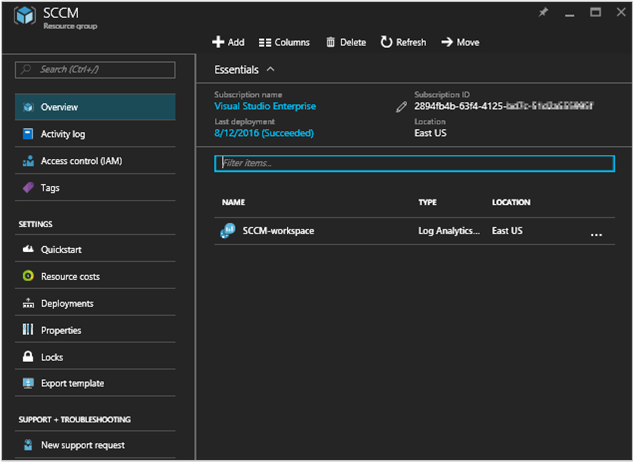 SCCM
Resource group
Search (Ctrl+/)
Overview
Activity log
Access control (IAM)
Tags
SETTINGS
Quickstart
Resource costs
Deployments
Properties
Locks
Export template
SUPPORT + TROUBLESHOOTING
New support request
Add Columns Delete Refresh Move
Essentials
Subscription name Subscription ID
Visual Studio Enterprise 2894fb4b-63f4-4125-
Last deployment Location
8/12/2016 (Succeeded) East US
Filter items...
NAME TYPE LOCATION
SCCM-workspace Log Analytics... East US ...